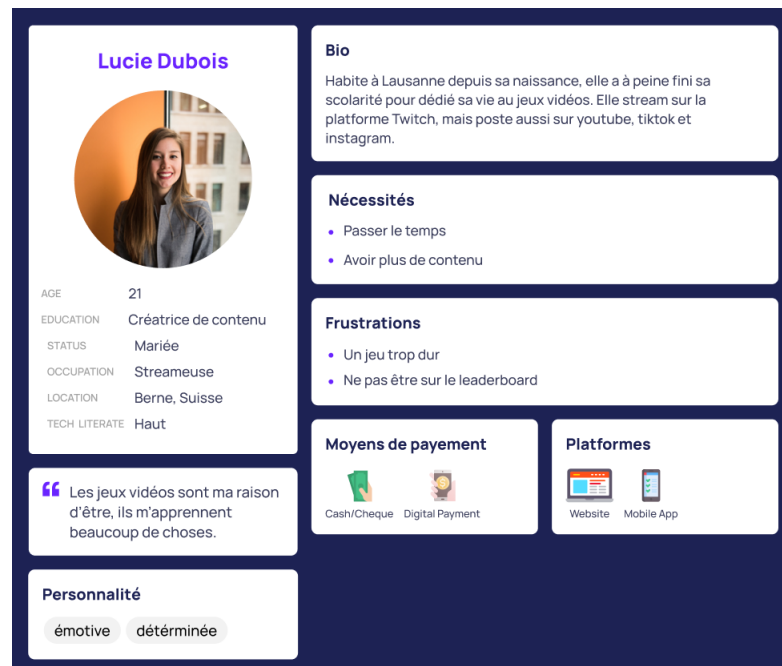 Lucie Dubois
AGE 21
EDUCATION Créatrice de contenu
STATUS Mariée
OCCUPATION Streameuse
LOCATION Berne, Suisse
TECH LITERATE Haut
Les jeux vidéos sont ma raison
d'être, ils m'apprennent
beaucoup de choses.
Personnalité
émotive détérminée
Bio
Habite à Lausanne depuis sa naissance, elle a à peine fini sa
scolarité pour dédié sa vie au jeux vidéos. Elle stream sur la
platforme Twitch, mais poste aussi sur youtube, tiktok et
instagram.
Nécessités
Passer le temps
Avoir plus de contenu
Frustrations
Un jeu trop dur
Ne pas être sur le leaderboard
Moyens de payement
Cash/Cheque Digital Payment
Platformes
Website Mobile App